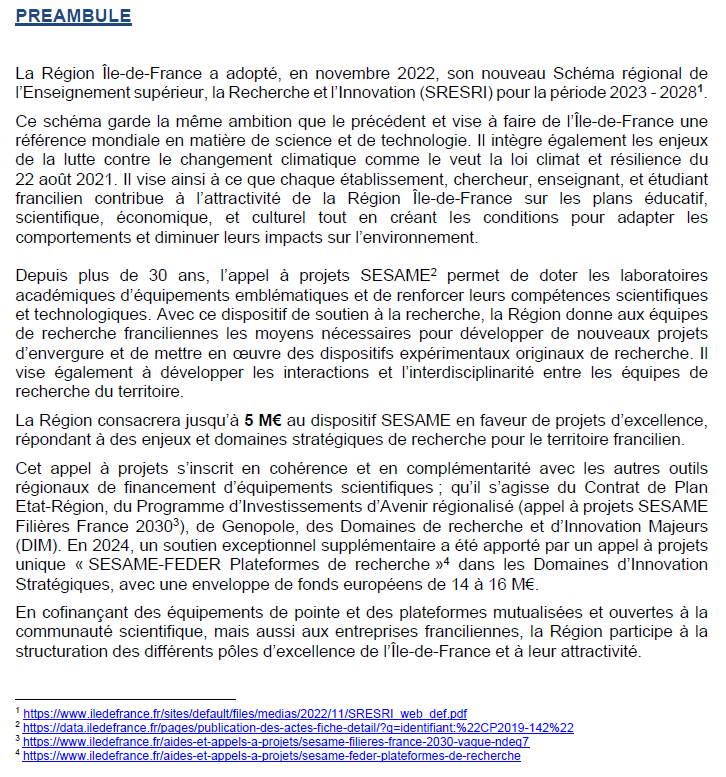 PREAMBULE
La Région Île-de-France a adopté, en novembre 2022, son nouveau Schéma régional de
l’Enseignement supérieur, la Recherche et l’Innovation (SRESRI) pour la période 2023 - 2028¹.
Ce schéma garde la même ambition que le précédent et vise à faire de l’Île-de-France une
référence mondiale en matière de science et de technologie. Il intègre également les enjeux
de la lutte contre le changement climatique comme le veut la loi climat et résilience du
22 août 2021. Il vise ainsi à ce que chaque établissement, chercheur, enseignant, et étudiant
francilien contribue à l’attractivité de la Région Île-de-France sur les plans éducatif,
scientifique, économique, et culturel tout en créant les conditions pour adapter les
comportements et diminuer leurs impacts sur l’environnement.
Depuis plus de 30 ans, l’appel à projets SESAME² permet de doter les laboratoires
académiques d’équipements emblématiques et de renforcer leurs compétences scientifiques
et technologiques. Avec ce dispositif de soutien à la recherche, la Région donne aux équipes
de recherche franciliennes les moyens nécessaires pour développer de nouveaux projets
d’envergure et de mettre en œuvre des dispositifs expérimentaux originaux de recherche. Il
vise également à développer les interactions et l’interdisciplinarité entre les équipes de
recherche du territoire.
La Région consacrera jusqu’à 5 M€ au dispositif SESAME en faveur de projets d’excellence,
répondant à des enjeux et domaines stratégiques de recherche pour le territoire francilien.
Cet appel à projets s’inscrit en cohérence et en complémentarité avec les autres outils
régionaux de financement d’équipements scientifiques ; qu’il s’agisse du Contrat de Plan
Etat-Région, du Programme d’Investissements d’Avenir régionalisé (appel à projets SESAME
Filières France 2030³), de Genopole, des Domaines de recherche et d’Innovation Majeurs
(DIM). En 2024, un soutien exceptionnel supplémentaire a été apporté par un appel à projets
unique « SESAME-FEDER Plateformes de recherche »⁴ dans les Domaines d’Innovation
Stratégiques, avec une enveloppe de fonds européens de 14 à 16 M€.
En cofinançant des équipements de pointe et des plateformes mutualisées et ouvertes à la
communauté scientifique, mais aussi aux entreprises franciliennes, la Région participe à la
structuration des différents pôles d’excellence de l’Île-de-France et à leur attractivité.
¹ https://www.iledefrance.fr/sites/default/files/medias/2022/11/SRESRI_web_def.pdf
² https://data.iledefrance.fr/pages/publication-des-actes-fiche-detail/?q=identifiant:%22CP2019-142%22
³ https://www.iledefrance.fr/aides-et-appels-a-projets/sesame-filieres-france-2030-vague-ndeg7
⁴ https://www.iledefrance.fr/aides-et-appels-a-projets/sesame-feder-plateformes-de-recherche